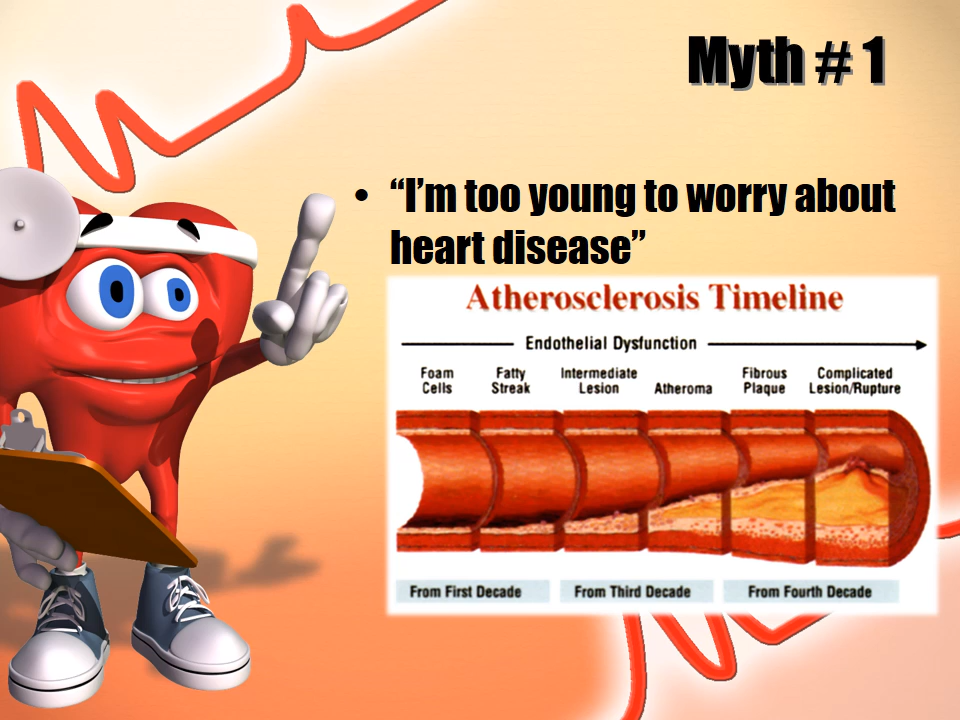 Myth # 1
• “I’m too young to worry about
heart disease”
Atherosclerosis Timeline
Endothelial Dysfunction
Foam Cells
Fatty Streak
Intermediate Lesion
Atheroma
Fibrous Plaque
Complicated Lesion/Rupture
From First Decade
From Third Decade
From Fourth Decade